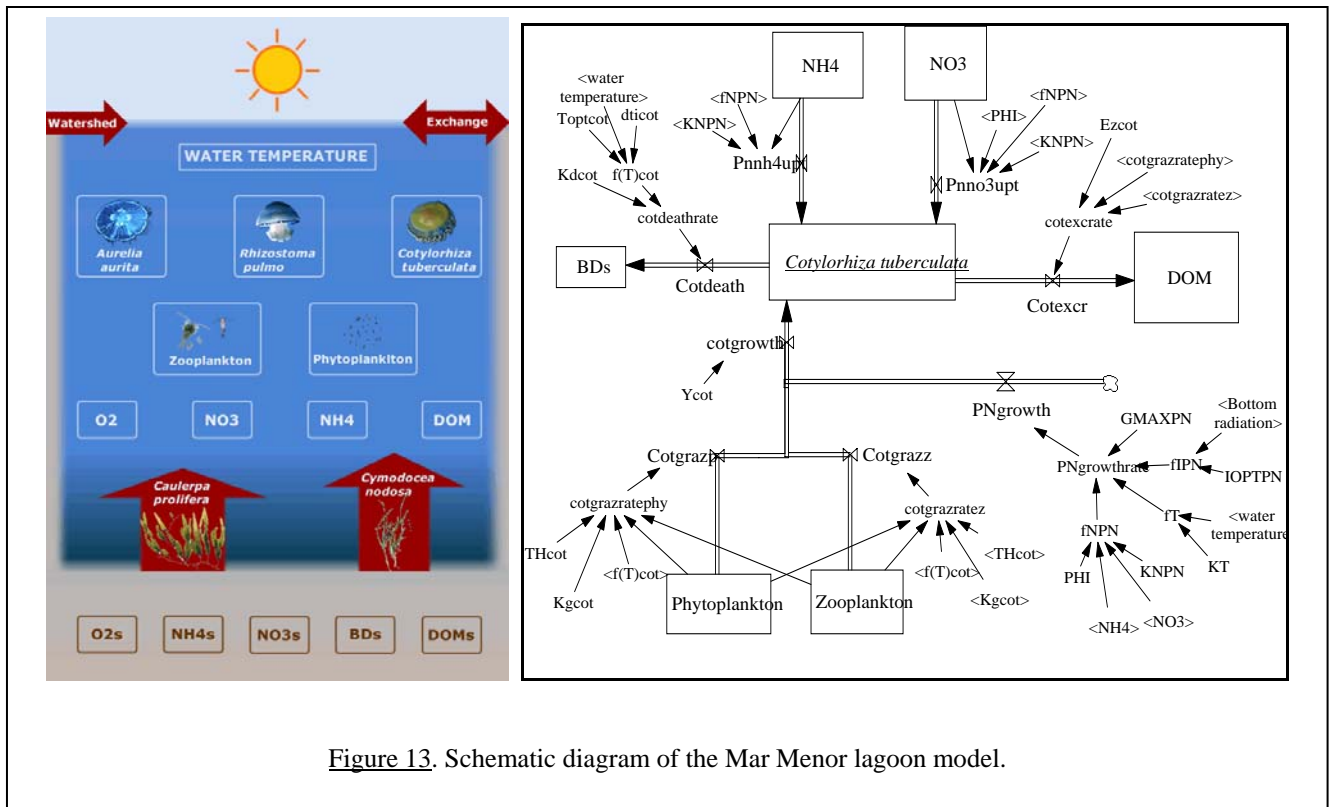 Watershed
Exchange
WATER TEMPERATURE
Aurelia
aurita
Rhizostoma
pulmo
Cotylorhiza
tuberculata
Zooplankton
Phytoplanklton
O2
NO3
NH4
DOM
Caulerpa
prolifera
Cymodocea
nodosa
O2s
NH4s
NO3s
BDs
DOMs
NH4
NO3
<water
temperature>
Toptcot
dticot
f(T)cot
Kdcot
cotdeathrate
<fNPN>
<KNPN>
Pnnh4up
<fNPN>
<PHI>
<KNPN>
Pnno3upt
Ezcot
<cotgrazratephy>
<cotgrazratez>
cotexcrate
BDs
Cotdeath
Cotylorhiza tuberculata
Cotexcr
DOM
cotgrowth
Ycot
PNgrowth
GMAXPN
<Bottom
radiation>
PNgrowthrate
fIPN
IOPTPN
fT
<water
temperature
KT
fNPN
PHI
KNPN
<NH4>
<NO3>
Cotgrazp
Cotgrazz
cotgrazratephy
cotgrazratez
THcot
Kgcot
<f(T)cot>
Phytoplankton
Zooplankton
<f(T)cot>
<THcot>
<Kgcot>
Figure 13. Schematic diagram of the Mar Menor lagoon model.